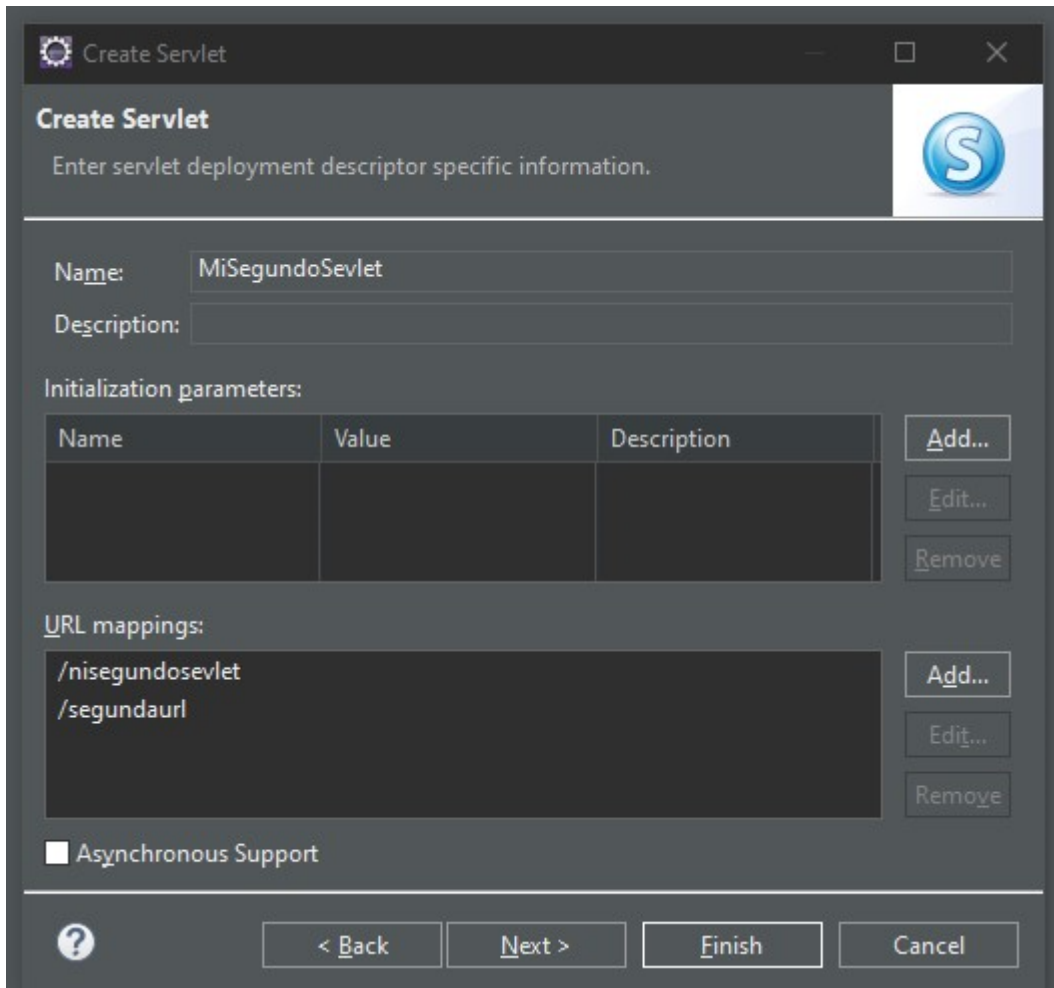 Create Servlet
Create Servlet
Enter servlet deployment descriptor specific information.
S
Name: MiSegundoSevlet
Description:
Initialization parameters:
Name Value Description
Add...
Edit...
Remove
URL mappings:
/nisegundosevlet
/segundaurl
Add...
Edit...
Remove
Asynchronous Support
? < Back Next > Finish Cancel